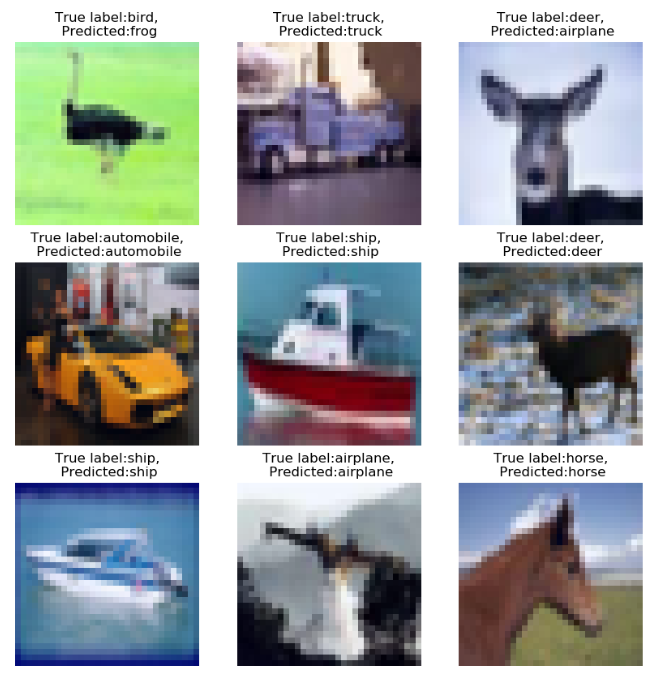 True label:bird,
Predicted:frog
True label:truck,
Predicted:truck
True label:deer,
Predicted:airplane
True label:automobile,
Predicted:automobile
True label:ship,
Predicted:ship
True label:deer,
Predicted:deer
True label:ship,
Predicted:ship
True label:airplane,
Predicted:airplane
True label:horse,
Predicted:horse